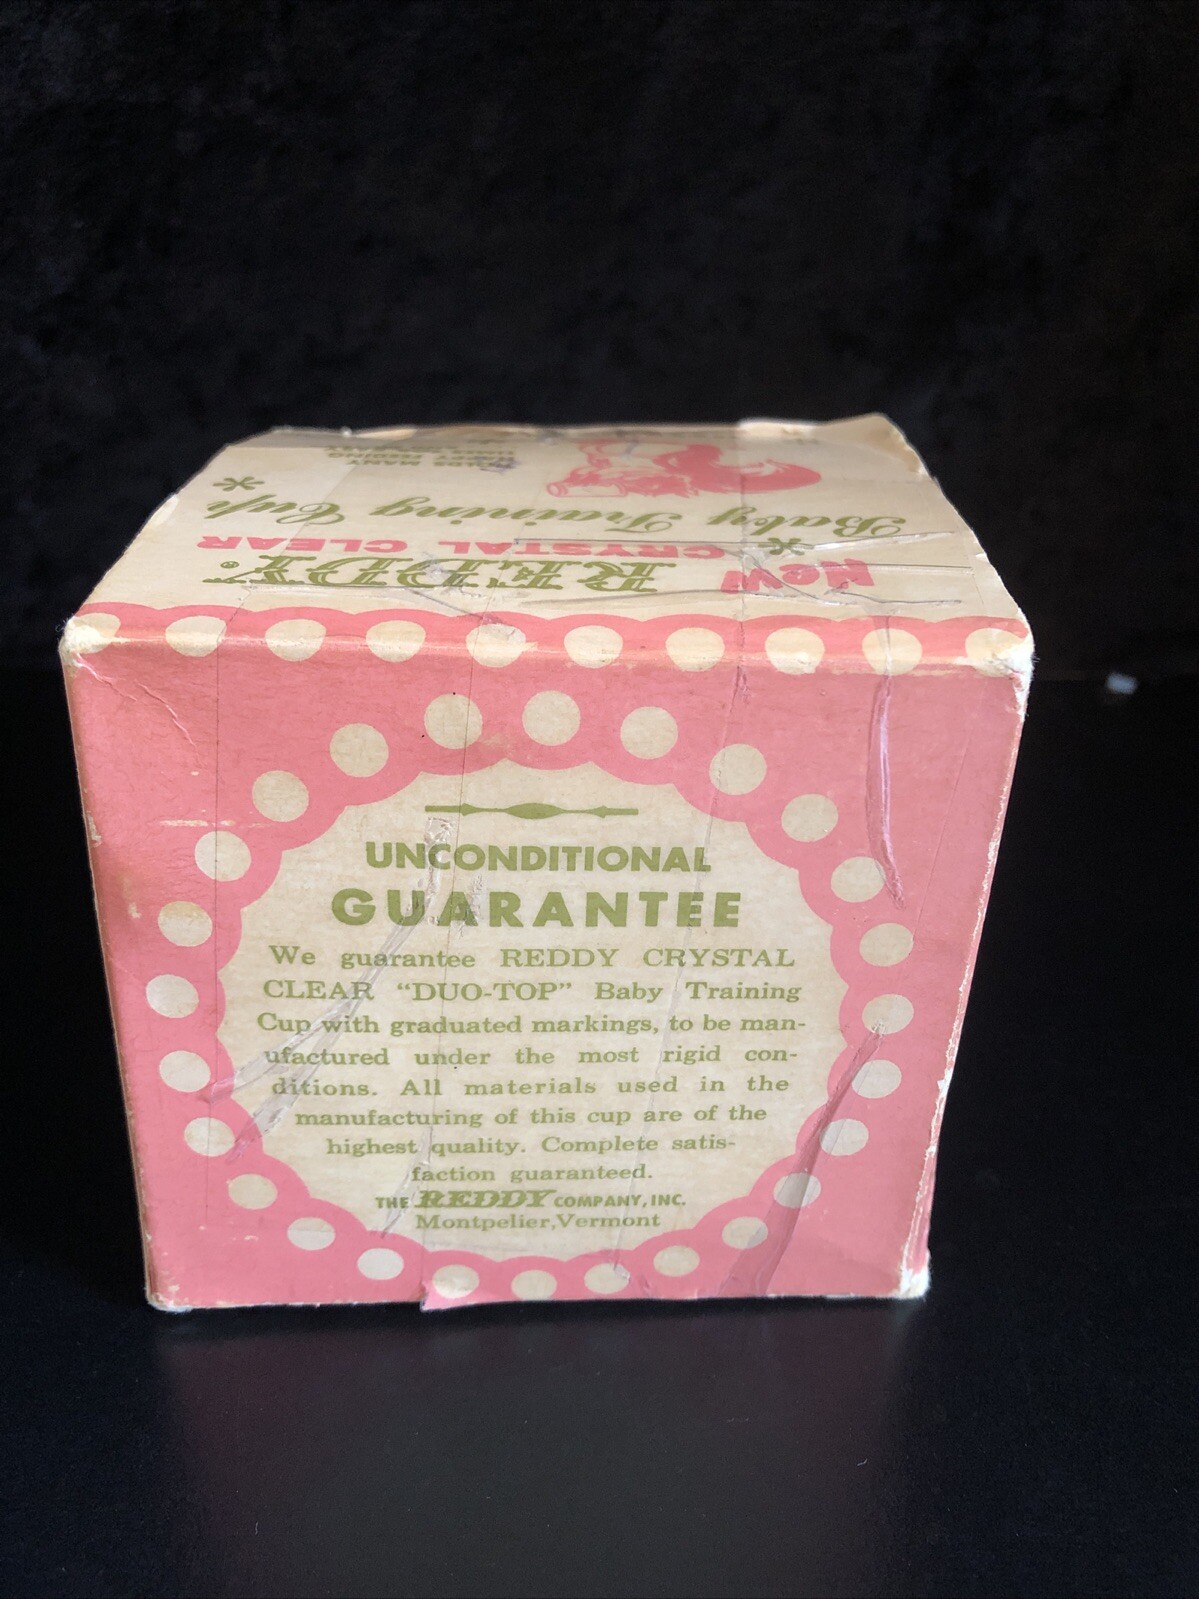 New REDDY®
CRYSTAL CLEAR
Baby Training Cup
MANY
FEEDING
UNCONDITIONAL
GUARANTEE
We guarantee REDDY CRYSTAL
CLEAR "DUO-TOP" Baby Training
Cup with graduated markings, to be man-
ufactured under the most rigid con-
ditions. All materials used in the
manufacturing of this cup are of the
highest quality. Complete satis-
faction guaranteed.
THE REDDY COMPANY, INC.
Montpelier, Vermont